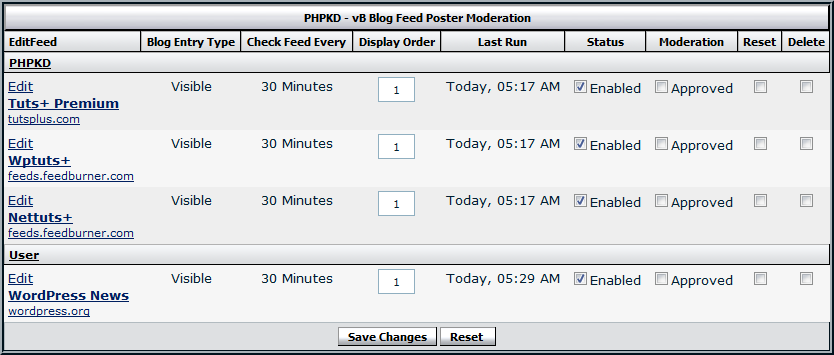 PHPKD - vB Blog Feed Poster Moderation
EditFeed Blog Entry Type Check Feed Every Display Order Last Run Status Moderation Reset Delete
PHPKD
Edit Visible 30 Minutes 1 Today, 05:17 AM Enabled Approved
Tuts+ Premium
tutsplus.com
Edit Visible 30 Minutes 1 Today, 05:17 AM Enabled Approved
Wptuts+
feeds.feedburner.com
Edit Visible 30 Minutes 1 Today, 05:17 AM Enabled Approved
Nettuts+
feeds.feedburner.com
User
Edit Visible 30 Minutes 1 Today, 05:29 AM Enabled Approved
WordPress News
wordpress.org
Save Changes Reset